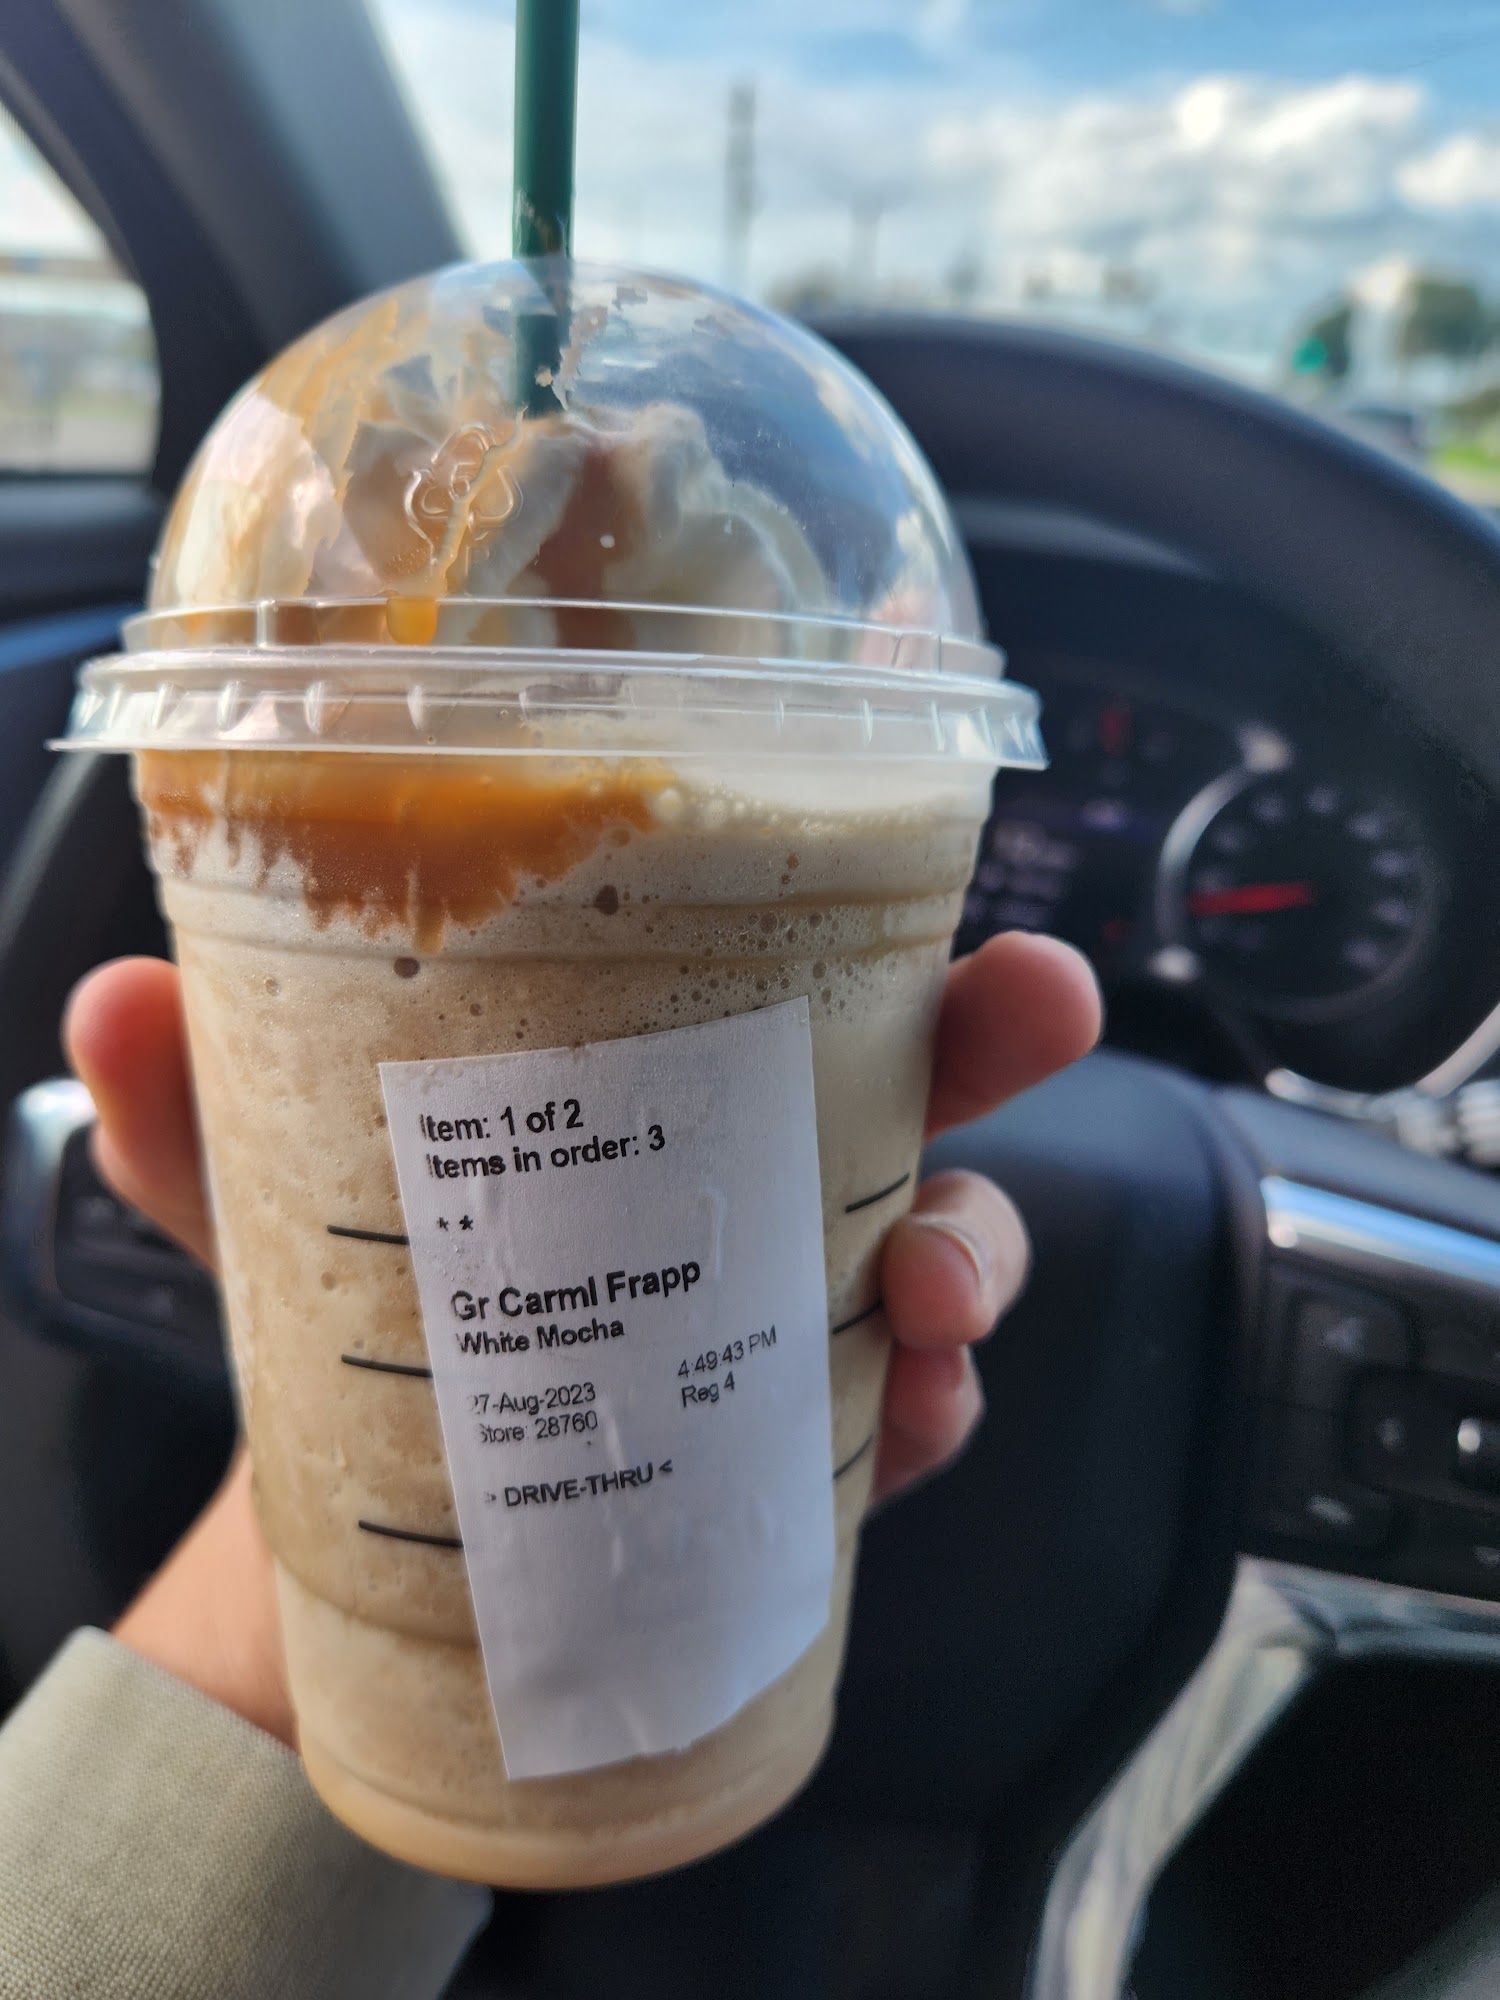 Item: 1 of 2
Items in order: 3
* *
Gr Carml Frapp
White Mocha
27-Aug-2023 4:49:43 PM
Store: 28760 Reg 4
> DRIVE-THRU <